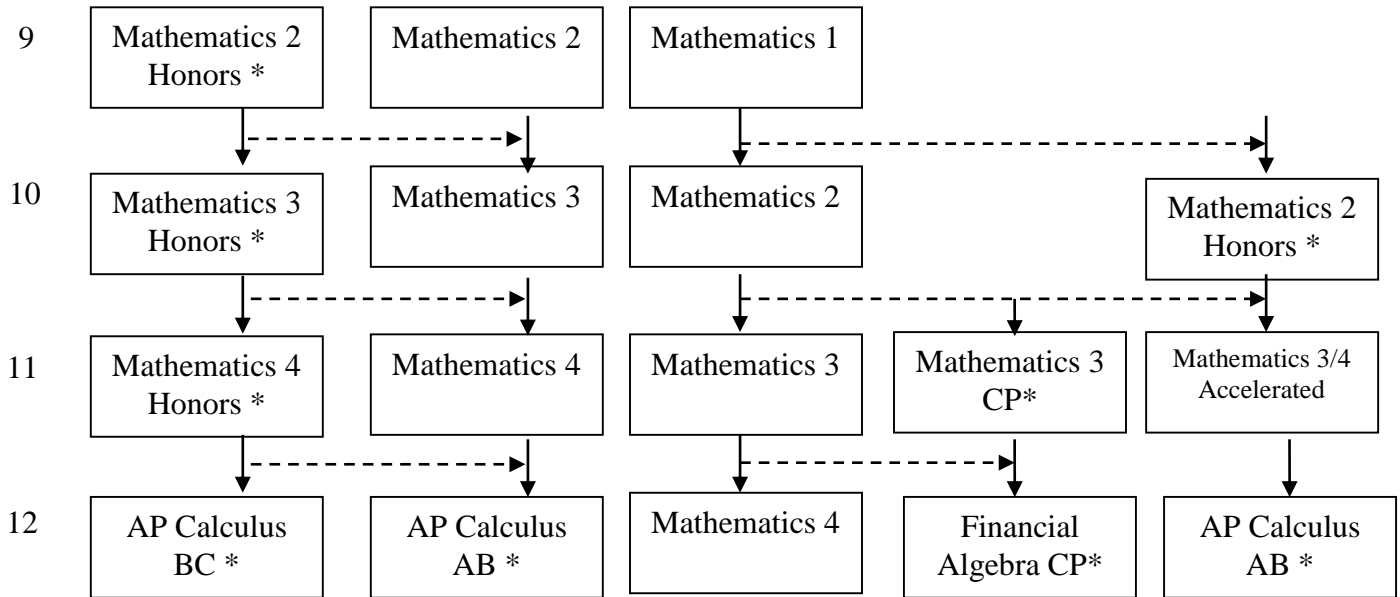 9
Mathematics 2
Honors *
Mathematics 2
Mathematics 1
10
Mathematics 3
Honors *
Mathematics 3
Mathematics 2
Mathematics 2
Honors *
11
Mathematics 4
Honors *
Mathematics 4
Mathematics 3
Mathematics 3
CP*
Mathematics 3/4
Accelerated
12
AP Calculus
BC *
AP Calculus
AB *
Mathematics 4
Financial
Algebra CP*
AP Calculus
AB *